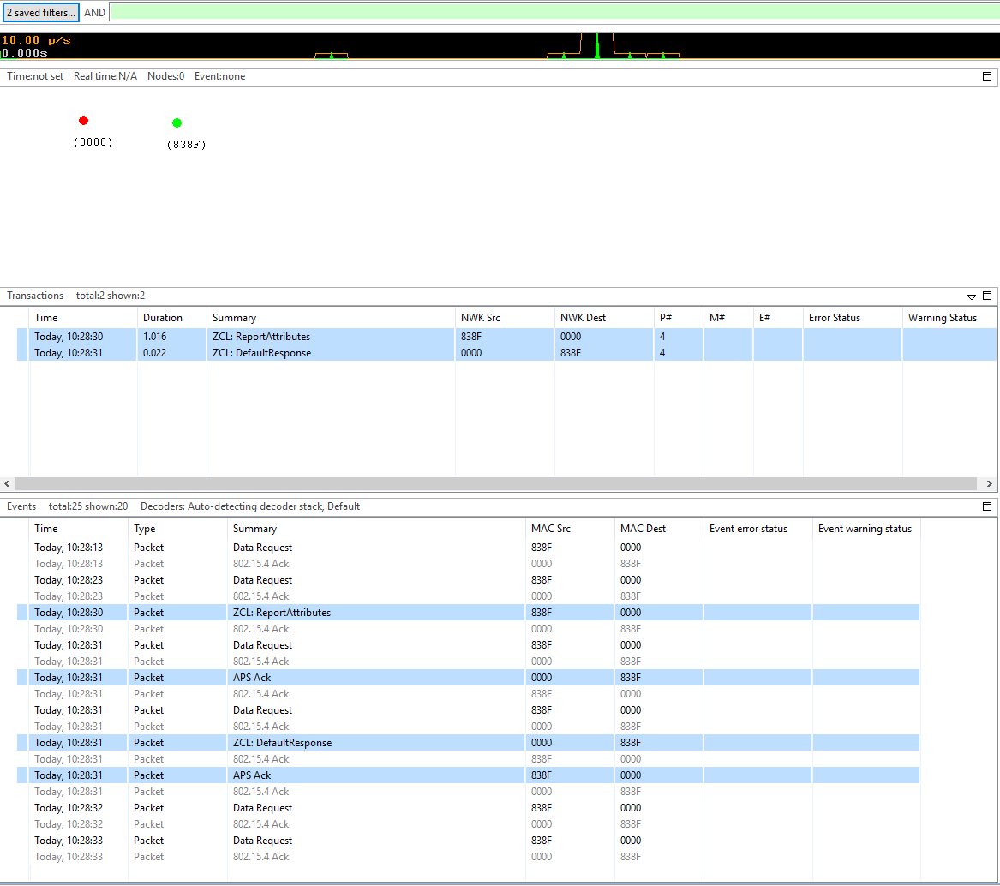 2 saved filters... AND
10.00 p/s
0.000s
Time:not set Real time:N/A Nodes:0 Event:none
(0000) (838F)
Transactions total:2 shown:2
Time Duration Summary NWK Src NWK Dest P# M# E# Error Status Warning Status
Today, 10:28:30 1.016 ZCL: ReportAttributes 838F 0000 4
Today, 10:28:31 0.022 ZCL: DefaultResponse 0000 838F 4
Events total:25 shown:20 Decoders: Auto-detecting decoder stack, Default
Time Type Summary MAC Src MAC Dest Event error status Event warning status
Today, 10:28:13 Packet Data Request 838F 0000
Today, 10:28:13 Packet 802.15.4 Ack 0000 838F
Today, 10:28:23 Packet Data Request 838F 0000
Today, 10:28:23 Packet 802.15.4 Ack 0000 838F
Today, 10:28:30 Packet ZCL: ReportAttributes 838F 0000
Today, 10:28:30 Packet 802.15.4 Ack 0000 838F
Today, 10:28:31 Packet Data Request 838F 0000
Today, 10:28:31 Packet 802.15.4 Ack 0000 838F
Today, 10:28:31 Packet APS Ack 0000 838F
Today, 10:28:31 Packet 802.15.4 Ack 838F 0000
Today, 10:28:31 Packet Data Request 838F 0000
Today, 10:28:31 Packet 802.15.4 Ack 0000 838F
Today, 10:28:31 Packet ZCL: DefaultResponse 0000 838F
Today, 10:28:31 Packet 802.15.4 Ack 838F 0000
Today, 10:28:31 Packet APS Ack 838F 0000
Today, 10:28:31 Packet 802.15.4 Ack 0000 838F
Today, 10:28:32 Packet Data Request 838F 0000
Today, 10:28:32 Packet 802.15.4 Ack 0000 838F
Today, 10:28:33 Packet Data Request 838F 0000
Today, 10:28:33 Packet 802.15.4 Ack 0000 838F